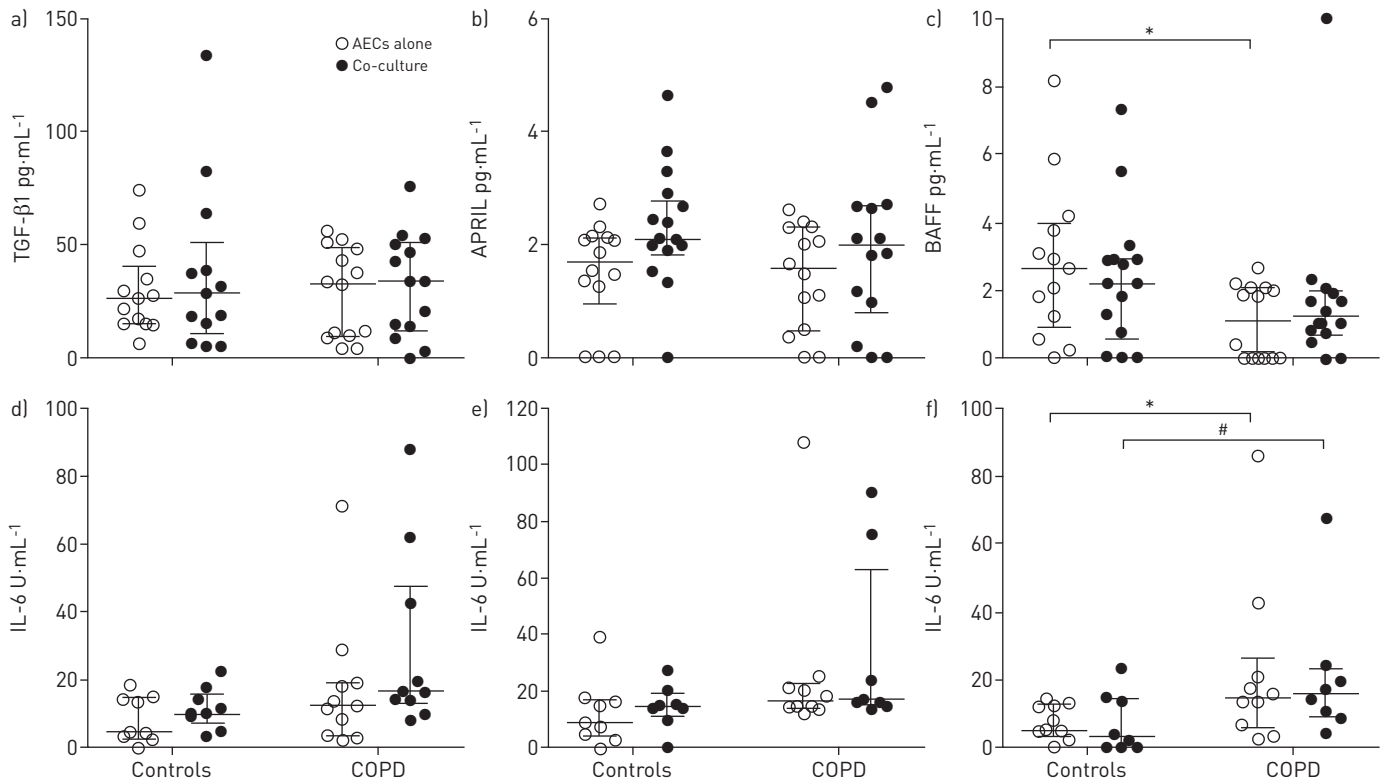 a)
TGF-β1 pg·mL-1
150
100
50
0
AECs alone
Co-culture
b)
APRIL pg·mL-1
6
4
2
0
c)
BAFF pg·mL-1
10
8
6
4
2
0
*
d)
IL-6 U·mL-1
100
80
60
40
20
0
Controls
COPD
e)
IL-6 U·mL-1
120
100
80
60
40
20
0
Controls
COPD
f)
IL-6 U·mL-1
100
80
60
40
20
0
*
#
Controls
COPD